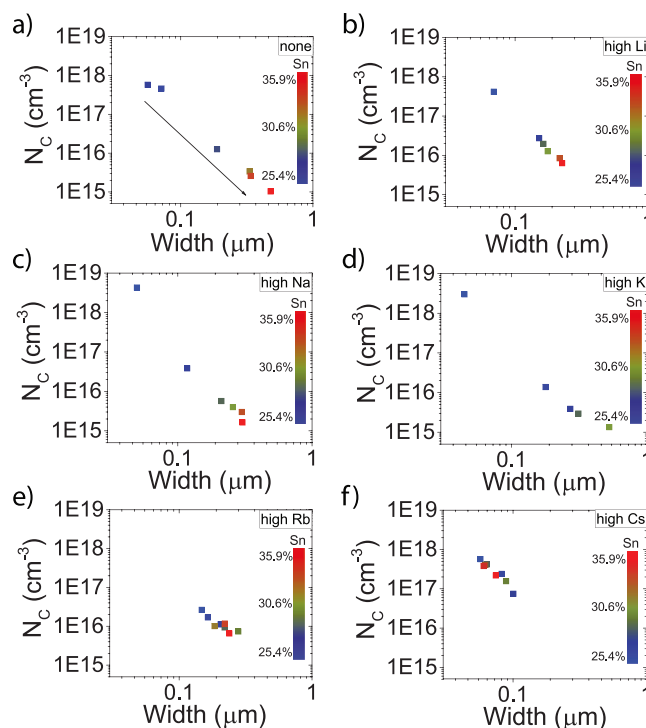 a)
none
Sn
35.9%
30.6%
25.4%
1E19
1E18
1E17
1E16
1E15
N_C (cm⁻³)
0.1
1
Width (µm)
b)
high Li
Sn
35.9%
30.6%
25.4%
1E19
1E18
1E17
1E16
1E15
N_C (cm⁻³)
0.1
1
Width (µm)
c)
high Na
Sn
35.9%
30.6%
25.4%
1E19
1E18
1E17
1E16
1E15
N_C (cm⁻³)
0.1
1
Width (µm)
d)
high K
Sn
35.9%
30.6%
25.4%
1E19
1E18
1E17
1E16
1E15
N_C (cm⁻³)
0.1
1
Width (µm)
e)
high Rb
Sn
35.9%
30.6%
25.4%
1E19
1E18
1E17
1E16
1E15
N_C (cm⁻³)
0.1
1
Width (µm)
f)
high Cs
Sn
35.9%
30.6%
25.4%
1E19
1E18
1E17
1E16
1E15
N_C (cm⁻³)
0.1
1
Width (µm)